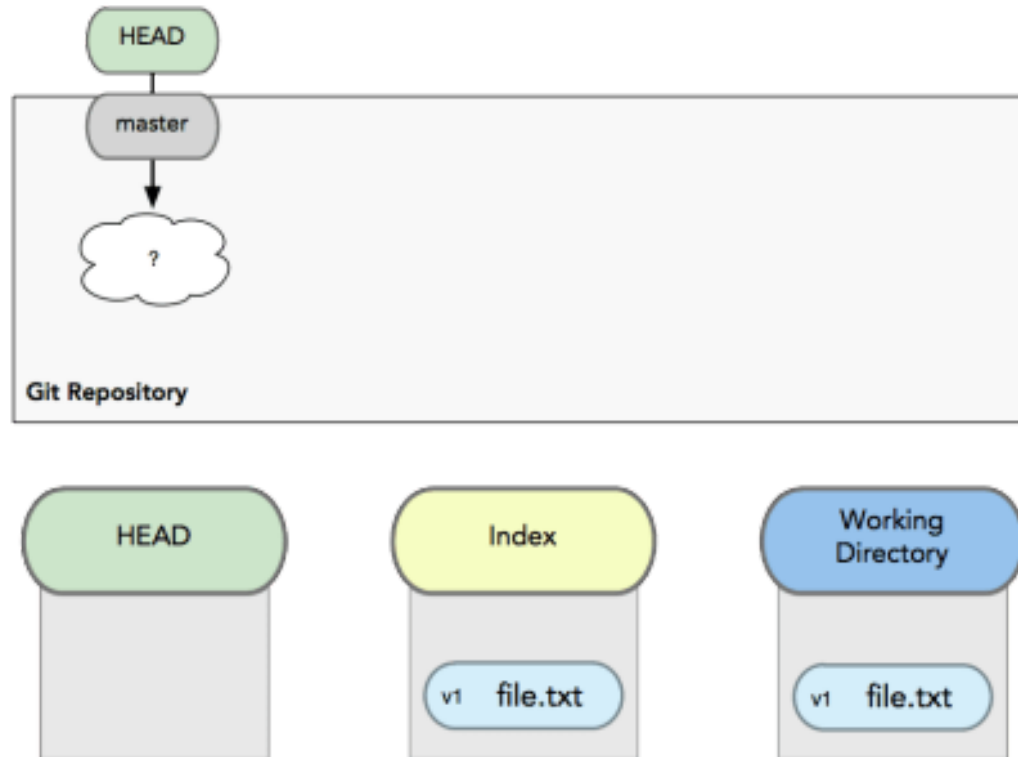 HEAD
master
?
Git Repository
HEAD
Index
Working
Directory
v1 file.txt
v1 file.txt